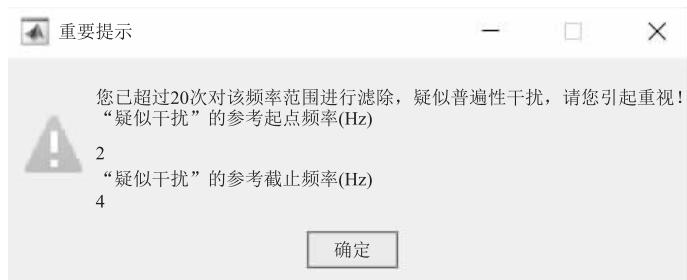 重要提示
您已超过20次对该频率范围进行滤除，疑似普遍性干扰，请您引起重视！
“疑似干扰”的参考起点频率(Hz)
2
“疑似干扰”的参考截止频率(Hz)
4
确定